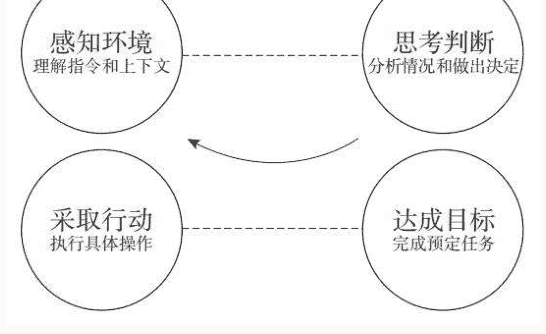 感知环境
理解指令和上下文
思考判断
分析情况和做出决定
采取行动
执行具体操作
达成目标
完成预定任务